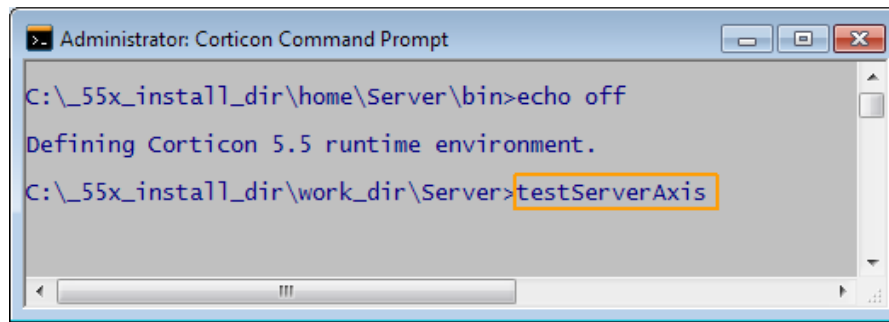 Administrator: Corticon Command Prompt
C:\_55x_install_dir\home\Server\bin>echo off
Defining Corticon 5.5 runtime environment.
C:\_55x_install_dir\work_dir\Server>testServerAxis